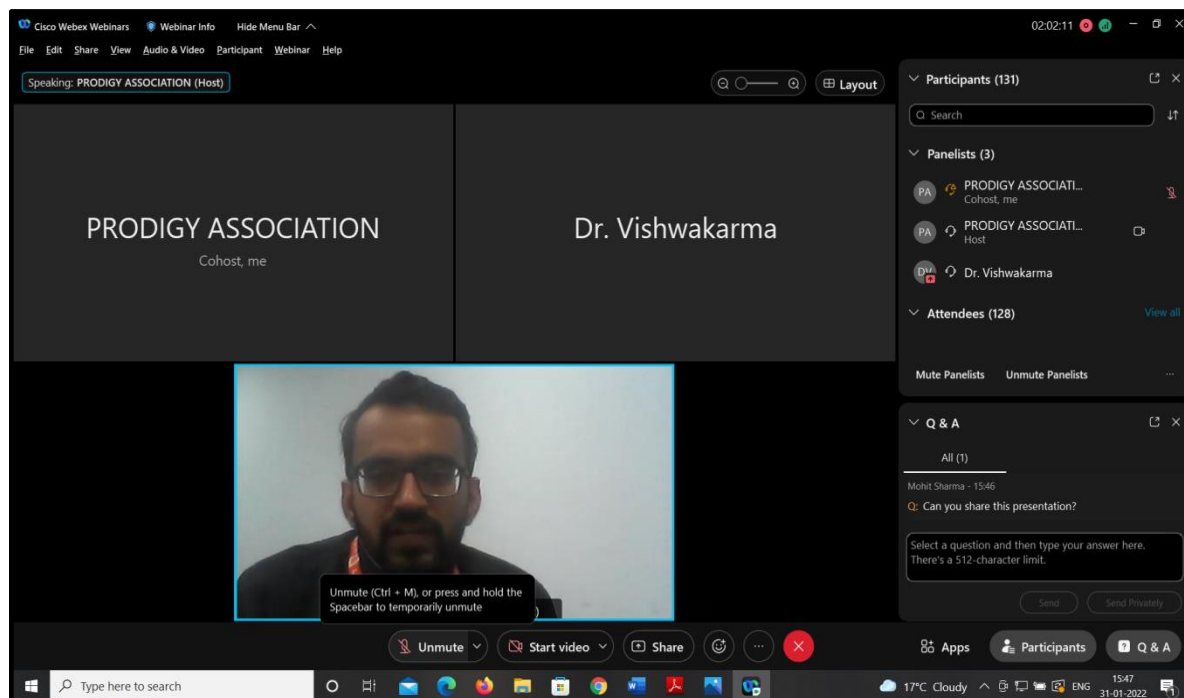 Cisco Webex Webinars Webinar Info Hide Menu Bar
02:02:11
File Edit Share View Audio & Video Participant Webinar Help
Speaking: PRODIGY ASSOCIATION (Host)
Layout
PRODIGY ASSOCIATION
Cohost, me
Dr. Vishwakarma
Unmute (Ctrl + M), or press and hold the
Spacebar to temporarily unmute
Participants (131)
Search
Panelists (3)
PA
PRODIGY ASSOCIATI...
Cohost, me
PA
PRODIGY ASSOCIATI...
Host
Dr. Vishwakarma
Attendees (128) View all
Mute Panelists Unmute Panelists ...
Q & A
All (1)
Mohit Sharma - 15:46
Q: Can you share this presentation?
Select a question and then type your answer here.
There's a 512-character limit.
Send Send Privately
Unmute Start video Share Apps Participants Q & A
Type here to search
17°C Cloudy ENG
15:47
31-01-2022